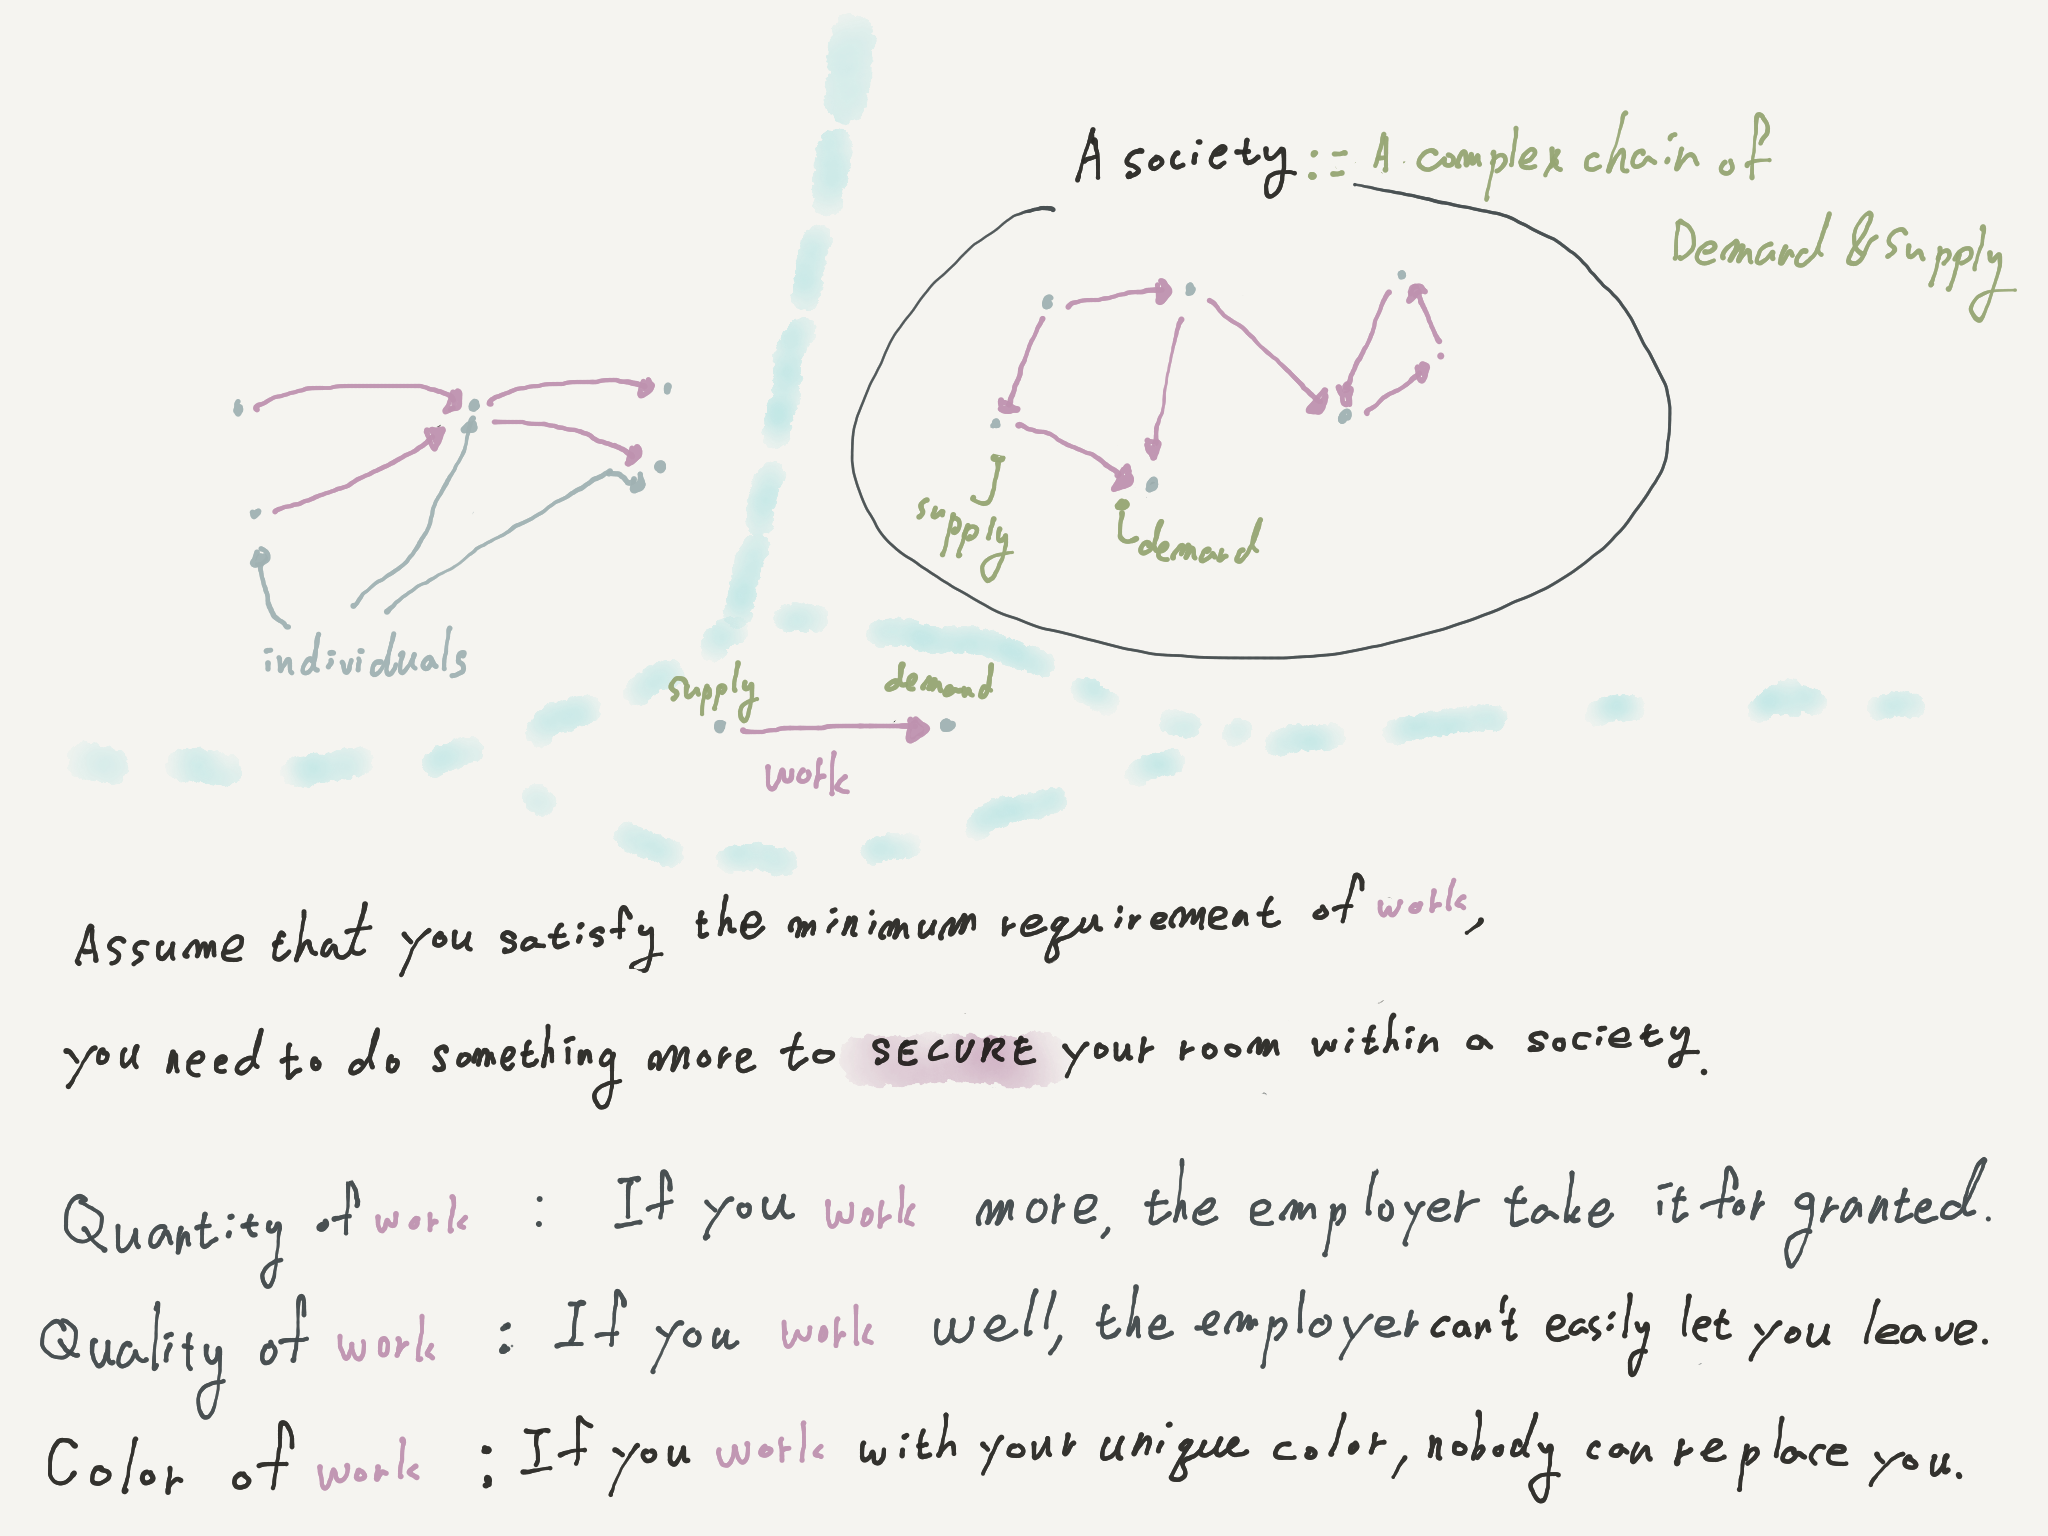 A society ::= A complex chain of
Demand & supply
supply
demand
individuals
supply
demand
work
Assume that you satisfy the minimum requirement of work,
you need to do something more to SECURE your room within a society.
Quantity of work : If you work more, the employer take it for granted.
Quality of work : If you work well, the employer can't easily let you leave.
Color of work : If you work with your unique color, nobody can replace you.